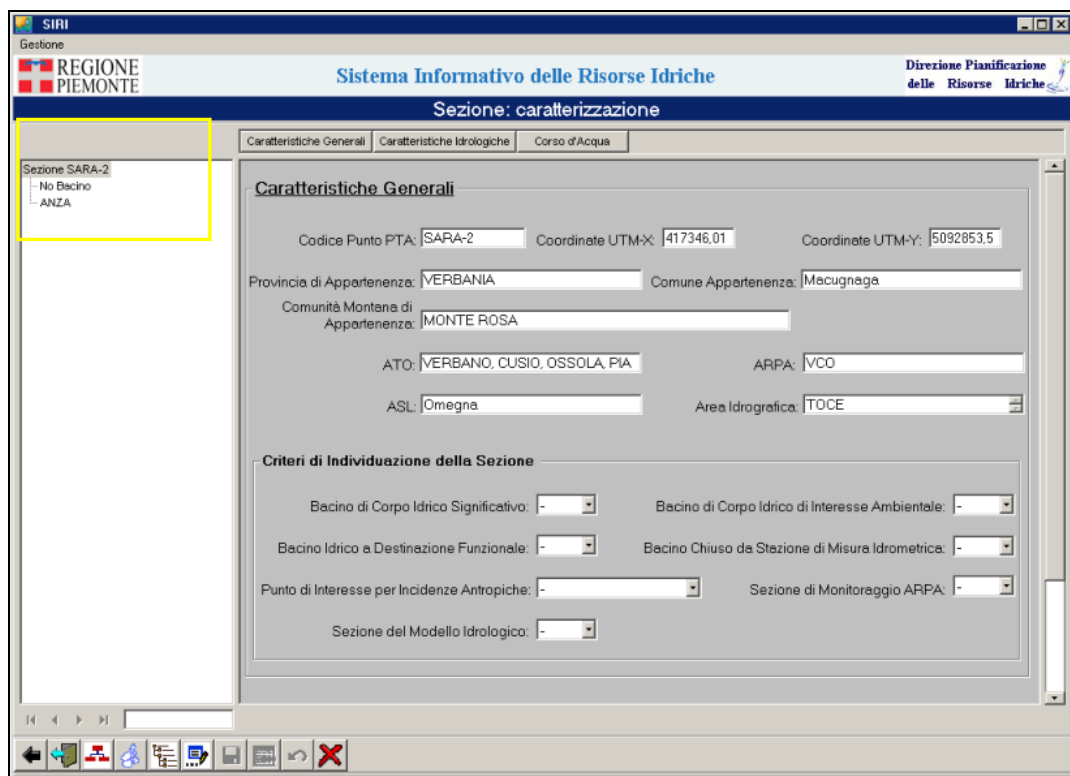 SIRI
Gestione
REGIONE
PIEMONTE
Sistema Informativo delle Risorse Idriche
Direzione Pianificazione
delle Risorse Idriche
Sezione: caratterizzazione
Caratteristiche Generali Caratteristiche Idrologiche Corso d'Acqua
Sezione SARA-2
No Bacino
ANZA
Caratteristiche Generali
Codice Punto PTA: SARA-2 Coordinate UTM-X: 417346,01 Coordinate UTM-Y: 5092853,5
Provincia di Appartenenza: VERBANIA Comune Appartenenza: Macugnaga
Comunità Montana di
Appartenenza: MONTE ROSA
ATO: VERBANO, CUSIO, OSSOLA, PIA ARPA: VCO
ASL: Omegna Area Idrografica: TOCE
Criteri di Individuazione della Sezione
Bacino di Corpo Idrico Significativo: - Bacino di Corpo Idrico di Interesse Ambientale: -
Bacino Idrico a Destinazione Funzionale: - Bacino Chiuso da Stazione di Misura Idrometrica: -
Punto di Interesse per Incidenze Antropiche: - Sezione di Monitoraggio ARPA: -
Sezione del Modello Idrologico: -